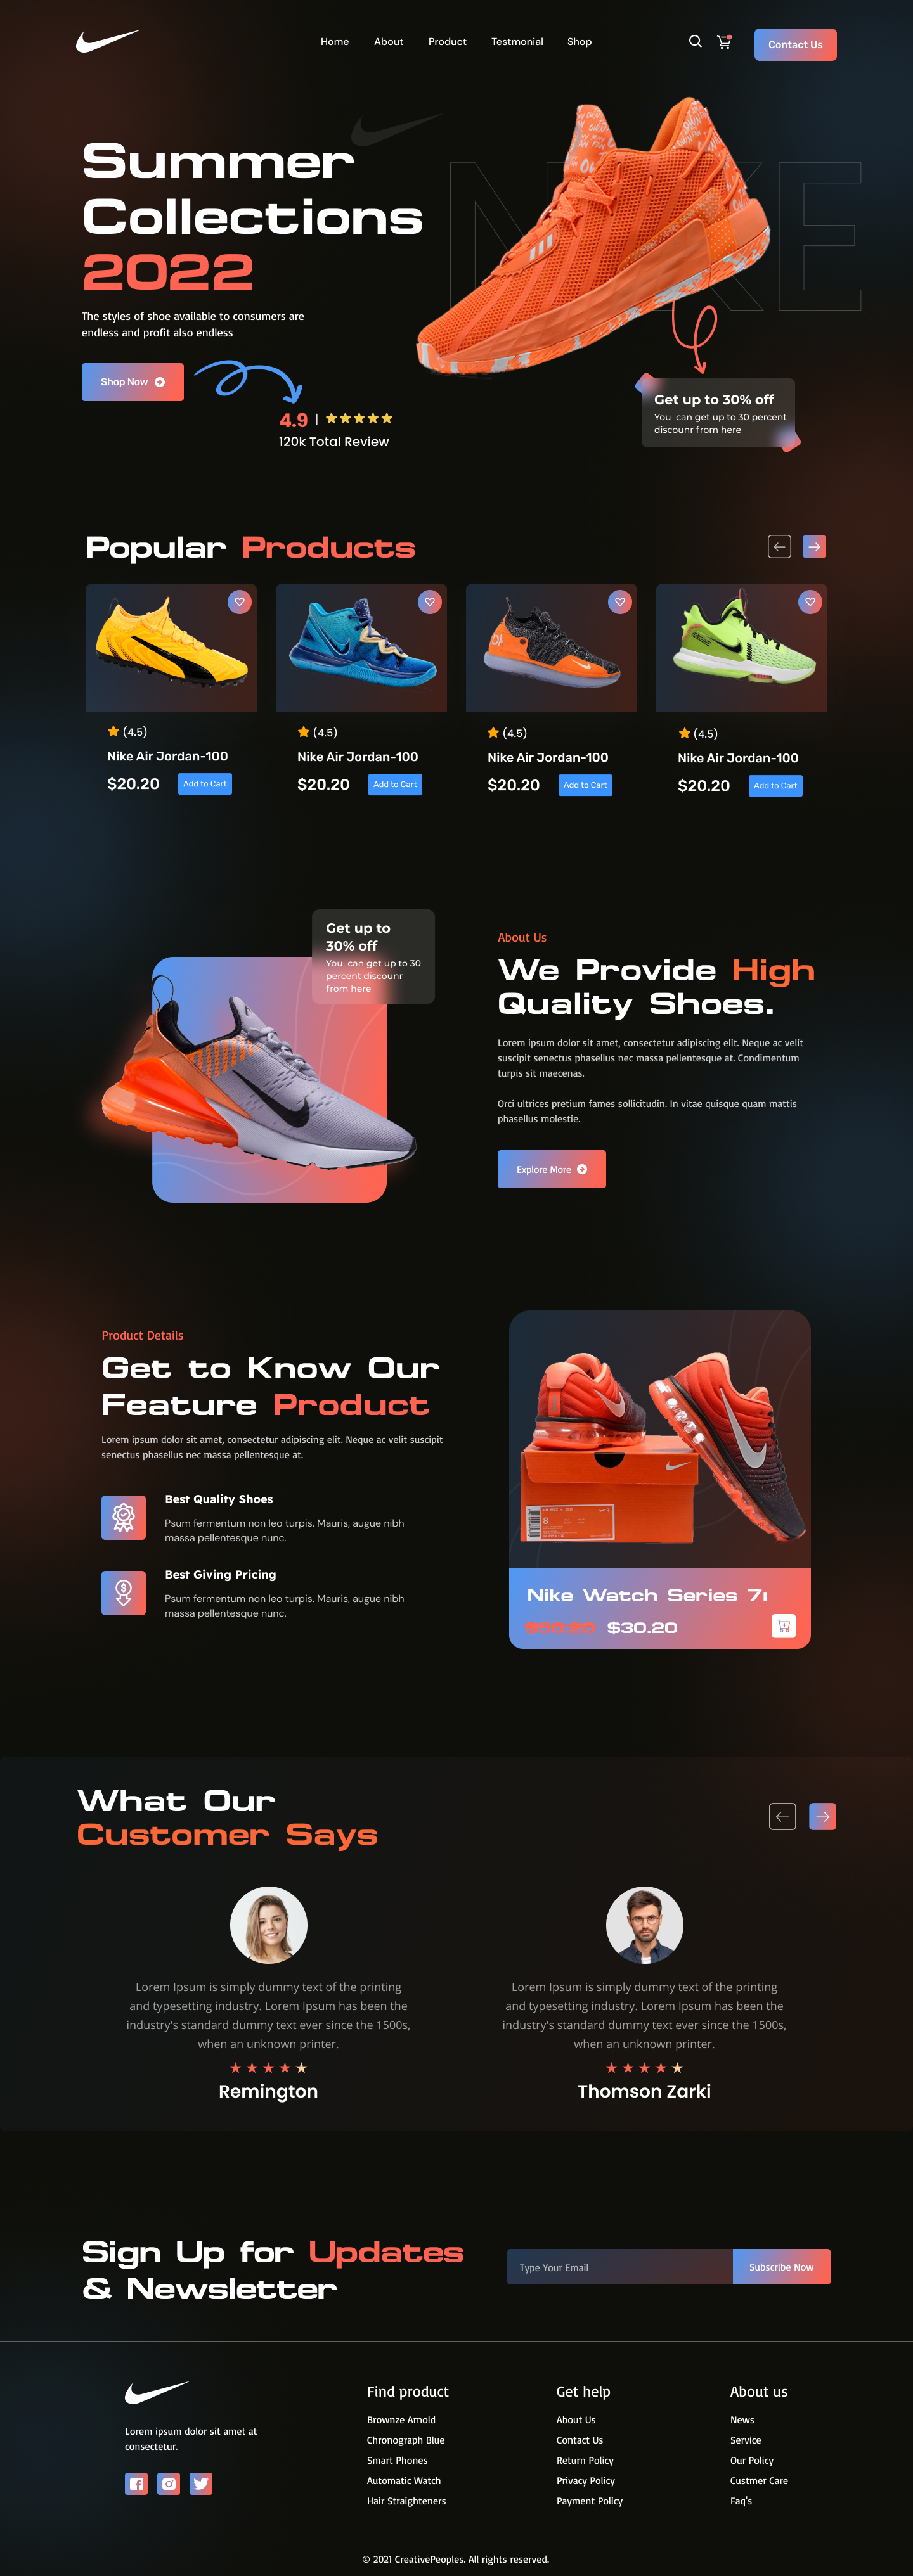 Home
About
Product
Testmonial
Shop
Contact Us
Summer
Collections
2022
NIKE
The styles of shoe available to consumers are
endless and profit also endless
Shop Now
4.9 |
120k Total Review
Get up to 30% off
You can get up to 30 percent
discounr from here
Popular Products
(4.5)
Nike Air Jordan-100
$20.20
Add to Cart
(4.5)
Nike Air Jordan-100
$20.20
Add to Cart
(4.5)
Nike Air Jordan-100
$20.20
Add to Cart
(4.5)
Nike Air Jordan-100
$20.20
Add to Cart
Get up to
30% off
You can get up to 30
percent discounr
from here
About Us
We Provide High
Quality Shoes.
Lorem ipsum dolor sit amet, consectetur adipiscing elit. Neque ac velit
suscipit senectus phasellus nec massa pellentesque at. Condimentum
turpis sit maecenas.
Orci ultrices pretium fames sollicitudin. In vitae quisque quam mattis
phasellus molestie.
Explore More
Product Details
Get to Know Our
Feature Product
Lorem ipsum dolor sit amet, consectetur adipiscing elit. Neque ac velit suscipit
senectus phasellus nec massa pellentesque at.
Best Quality Shoes
Psum fermentum non leo turpis. Mauris, augue nibh
massa pellentesque nunc.
Best Giving Pricing
Psum fermentum non leo turpis. Mauris, augue nibh
massa pellentesque nunc.
8
Nike Watch Series 7
$50.20 $30.20
What Our
Customer Says
Lorem Ipsum is simply dummy text of the printing
and typesetting industry. Lorem Ipsum has been the
industry's standard dummy text ever since the 1500s,
when an unknown printer.
Remington
Lorem Ipsum is simply dummy text of the printing
and typesetting industry. Lorem Ipsum has been the
industry's standard dummy text ever since the 1500s,
when an unknown printer.
Thomson Zarki
Sign Up for Updates
& Newsletter
Type Your Email
Subscribe Now
Lorem ipsum dolor sit amet at
consectetur.
Find product
Brownze Arnold
Chronograph Blue
Smart Phones
Automatic Watch
Hair Straighteners
Get help
About Us
Contact Us
Return Policy
Privacy Policy
Payment Policy
About us
News
Service
Our Policy
Custmer Care
Faq's
© 2021 CreativePeoples. All rights reserved.